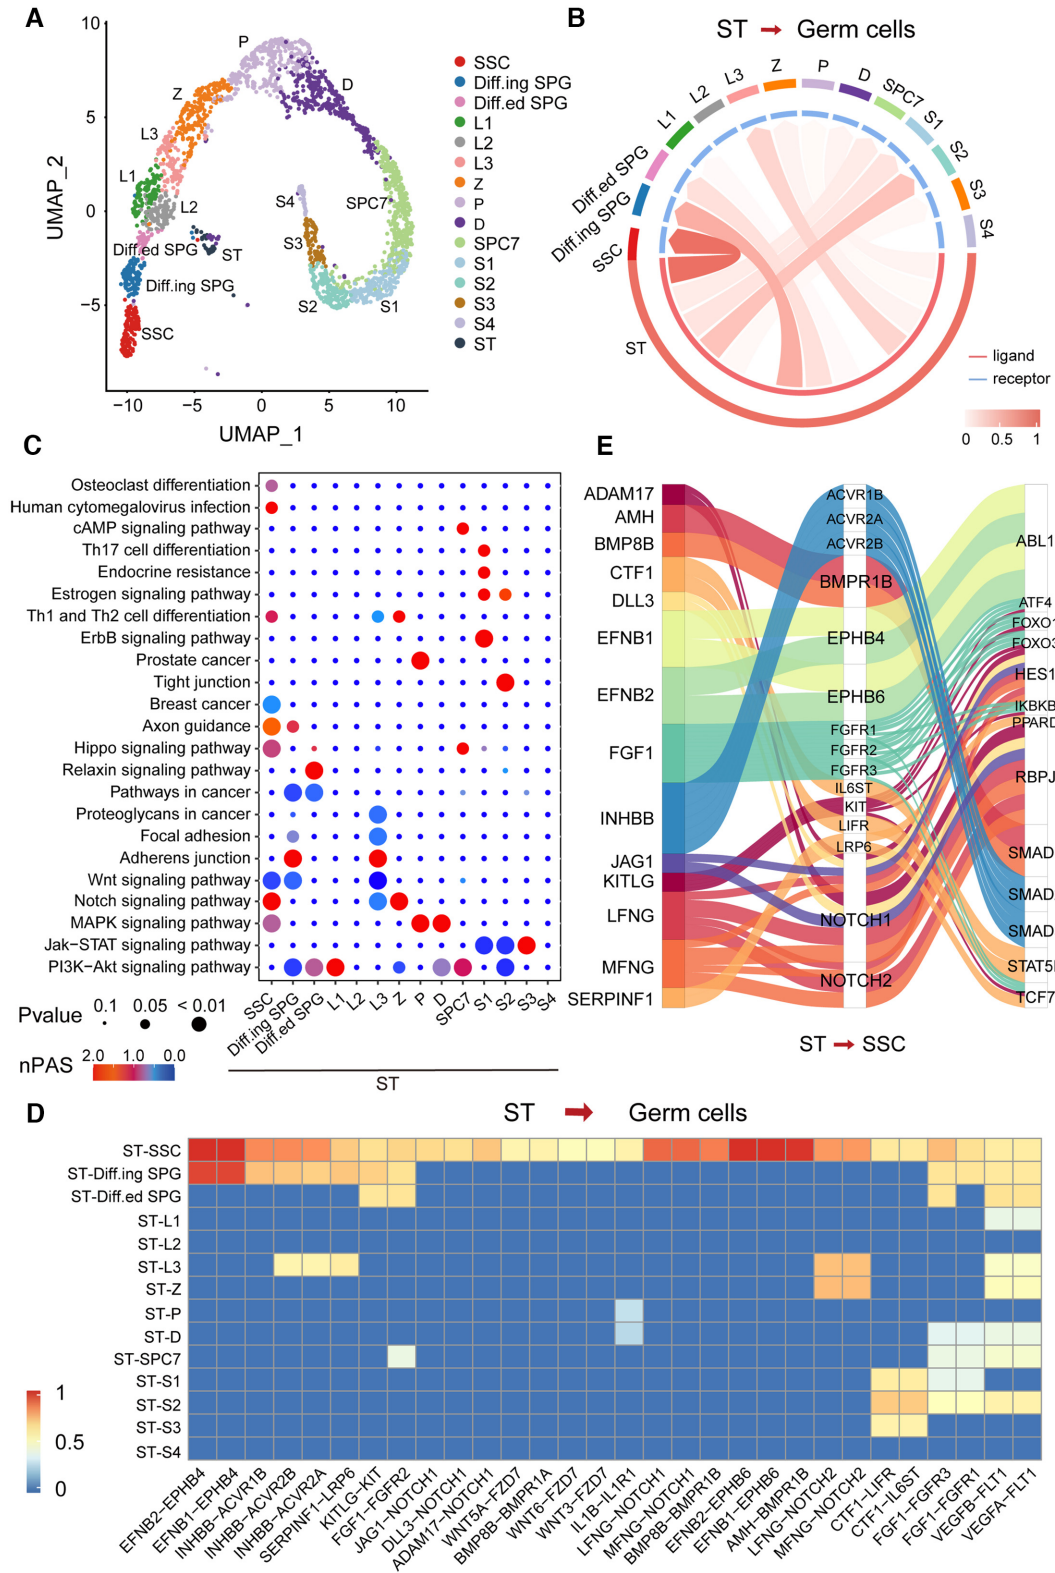 A
10
5
0
−5
−10
−5
0
5
10
UMAP_2
UMAP_1
P
D
Z
L3
L1
L2
Diff.ed SPG
ST
Diff.ing SPG
SSC
S4
SPC7
S3
S2
S1
SSC
Diff.ing SPG
Diff.ed SPG
L1
L2
L3
Z
P
D
SPC7
S1
S2
S3
S4
ST
B
ST
Germ cells
SSC
Diff.ing SPG
Diff.ed SPG
L1
L2
L3
Z
P
D
SPC7
S1
S2
S3
S4
ST
ligand
receptor
0 0.5 1
C
Osteoclast differentiation
Human cytomegalovirus infection
cAMP signaling pathway
Th17 cell differentiation
Endocrine resistance
Estrogen signaling pathway
Th1 and Th2 cell differentiation
ErbB signaling pathway
Prostate cancer
Tight junction
Breast cancer
Axon guidance
Hippo signaling pathway
Relaxin signaling pathway
Pathways in cancer
Proteoglycans in cancer
Focal adhesion
Adherens junction
Wnt signaling pathway
Notch signaling pathway
MAPK signaling pathway
Jak−STAT signaling pathway
PI3K−Akt signaling pathway
SSC
Diff.ing SPG
Diff.ed SPG
L1
L2
L3
Z
P
D
SPC7
S1
S2
S3
S4
ST
Pvalue
0.1 0.05 < 0.01
nPAS
2.0 1.0 0.0
E
ADAM17
AMH
BMP8B
CTF1
DLL3
EFNB1
EFNB2
FGF1
INHBB
JAG1
KITLG
LFNG
MFNG
SERPINF1
ACVR1B
ACVR2A
ACVR2B
BMPR1B
EPHB4
EPHB6
FGFR1
FGFR2
FGFR3
IL6ST
KIT
LIFR
LRP6
NOTCH1
NOTCH2
ABL1
ATF4
FOXO1
FOXO3
HES1
IKBKB
PPARD
RBPJ
SMAD
SMAD
SMAD
STAT5
TCF7
ST
SSC
D
ST
Germ cells
ST-SSC
ST-Diff.ing SPG
ST-Diff.ed SPG
ST-L1
ST-L2
ST-L3
ST-Z
ST-P
ST-D
ST-SPC7
ST-S1
ST-S2
ST-S3
ST-S4
1
0.5
0
EFNB2−EPHB4
EFNB1−EPHB4
INHBB−ACVR1B
INHBB−ACVR2B
INHBB−ACVR2A
SERPINF1−LRP6
KITLG−KIT
FGF1−FGFR2
JAG1−NOTCH1
DLL3−NOTCH1
ADAM17−NOTCH1
WNT5A−FZD7
BMP8B−BMPR1A
WNT6−FZD7
WNT3−FZD7
IL1B−IL1R1
LFNG−NOTCH1
MFNG−NOTCH1
BMP8B−BMPR1B
EFNB2−EPHB6
EFNB1−EPHB6
AMH−BMPR1B
LFNG−NOTCH2
MFNG−NOTCH2
CTF1−LIFR
CTF1−IL6ST
FGF1−FGFR3
FGF1−FGFR1
VEGFB−FLT1
VEGFA−FLT1